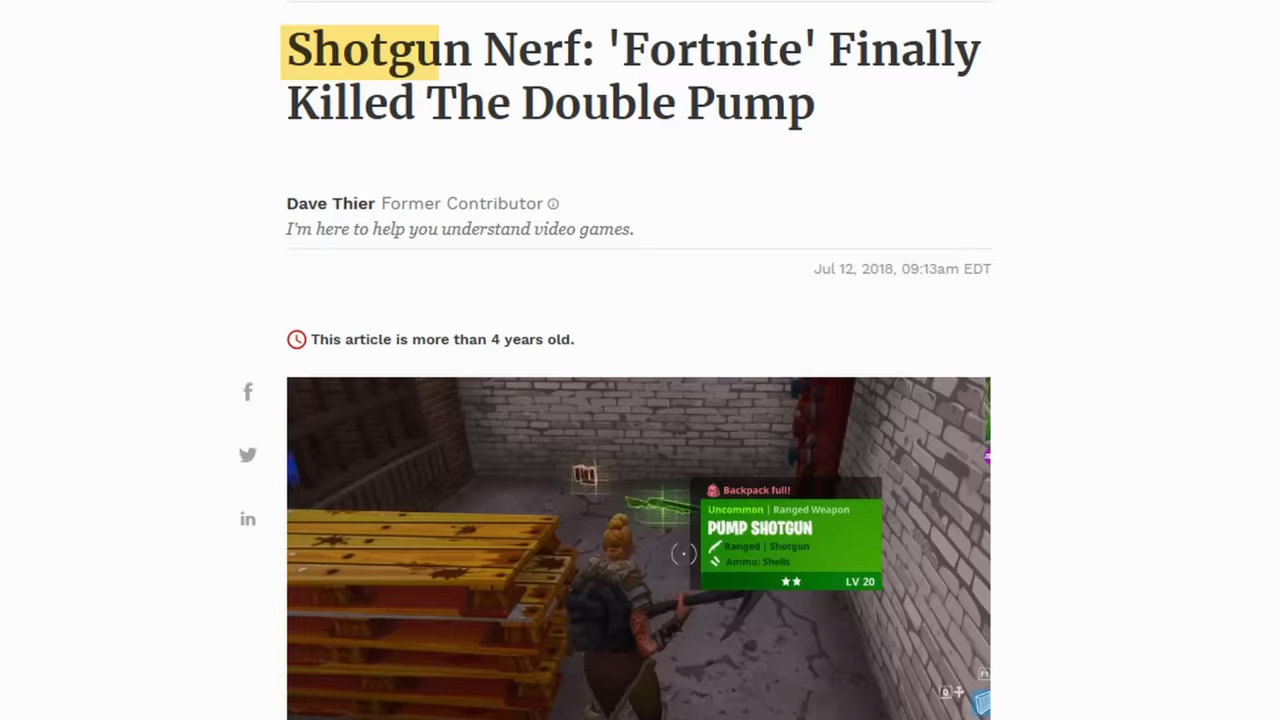 Shotgun Nerf: 'Fortnite' Finally
Killed The Double Pump
Dave Thier Former Contributor
I'm here to help you understand video games.
Jul 12, 2018, 09:13am EDT
This article is more than 4 years old.
Backpack full!
Uncommon | Ranged Weapon
PUMP SHOTGUN
Ranged | Shotgun
Ammo: Shells
LV 20